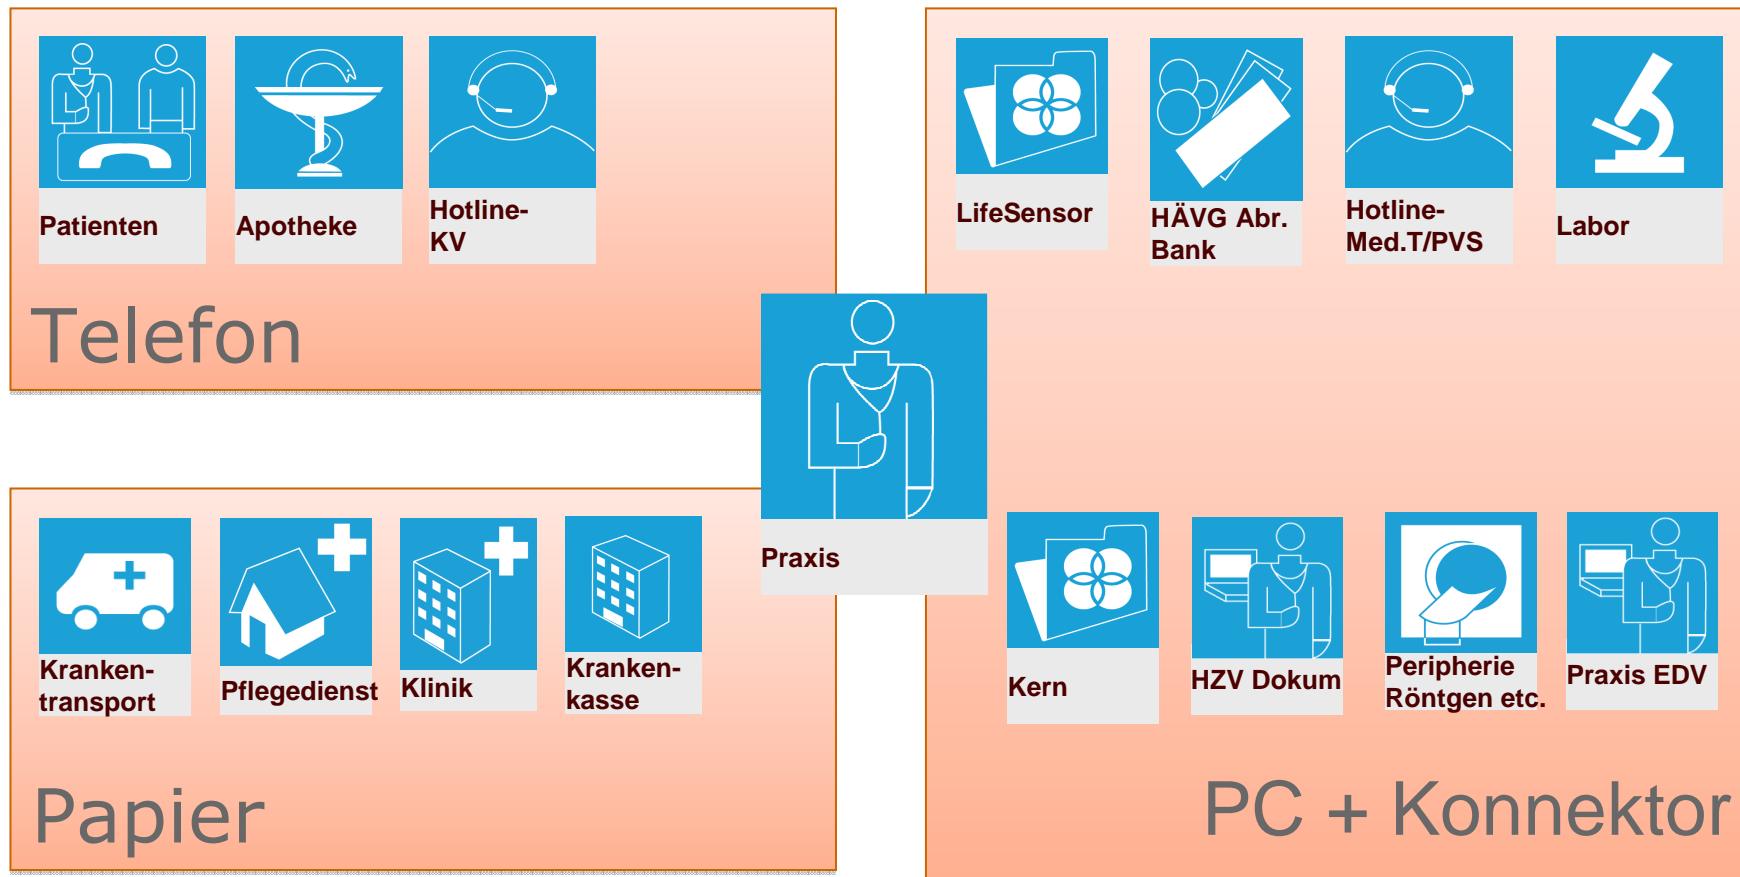 Patienten
Apotheke
Hotline-
KV
Telefon
LifeSensor
HÄVG Abr.
Bank
Hotline-
Med.T/PVS
Labor
Praxis
Kranken-
transport
Pflegedienst
Klinik
Kranken-
kasse
Papier
Kern
HZV Dokum
Peripherie
Röntgen etc.
Praxis EDV
PC + Konnektor